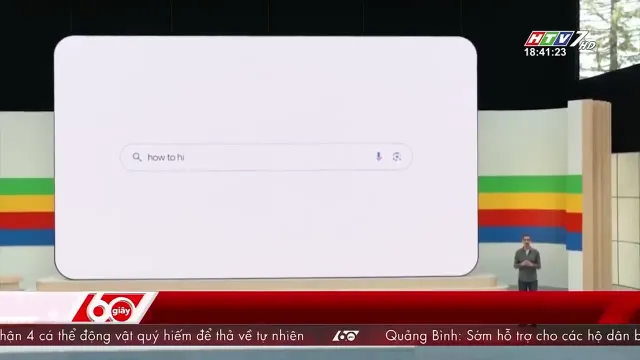 HTV7 HD
18:41:23
how to hi
60 giây
hận 4 cá thể động vật quý hiếm để thả về tự nhiên 60 Quảng Bình: Sớm hỗ trợ cho các hộ dân b